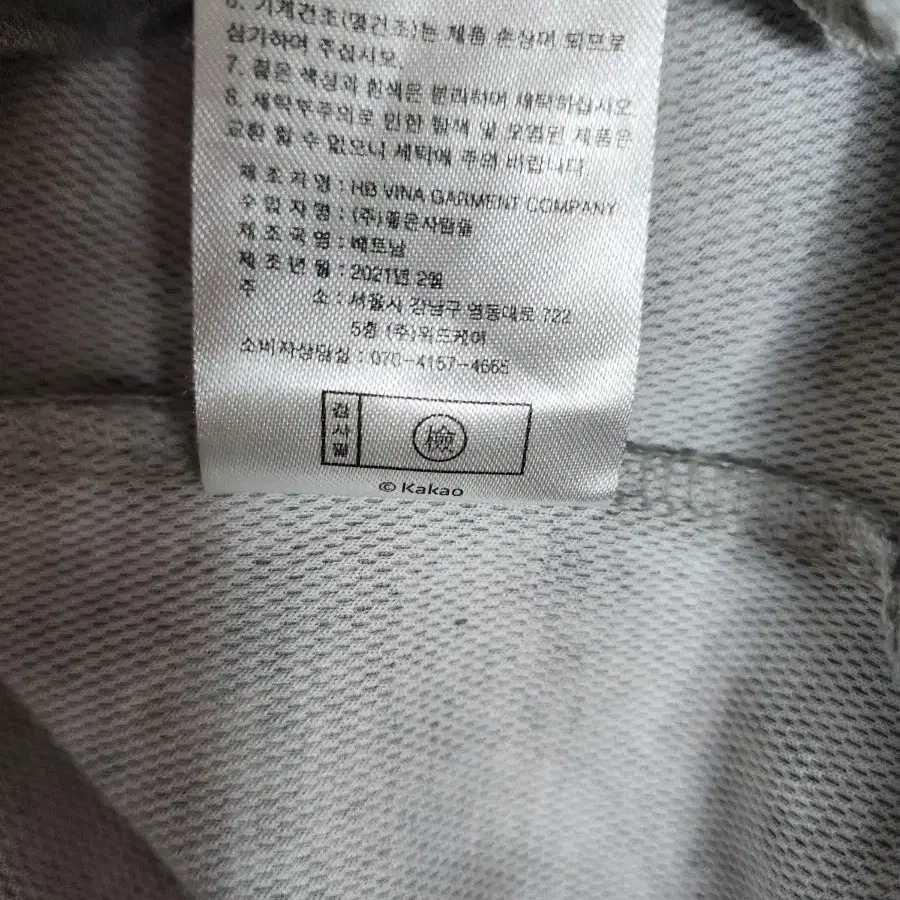 6. 기계건조(열건조)는 제품 손상이 되므로
삼가하여 주십시오.
7. 짙은 색상과 흰색은 분리하여 세탁하십시오.
8. 세탁부주의로 인한 탈색 및 오염된 제품은
교환 할 수 없으니 세탁에 주의 바랍니다.
제 조 자 명 : HB VINA GARMENT COMPANY
수 입 자 명 : (주)좋은사람들
제 조 국 명 : 베트남
제 조 년 월 : 2021년 2월
주 소 : 서울시 강남구 영동대로 722
5층 (주)위드케어
소비자상담실 : 070-4157-4665
검사필 檢
© Kakao